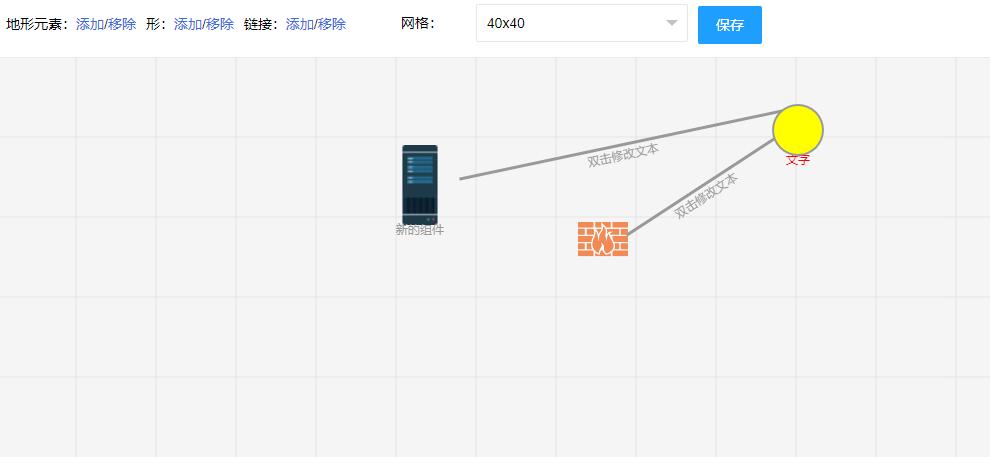 地形元素：添加/移除 形：添加/移除 链接：添加/移除 网格： 40x40 保存
双击修改文本
文字
双击修改文本
新的组件